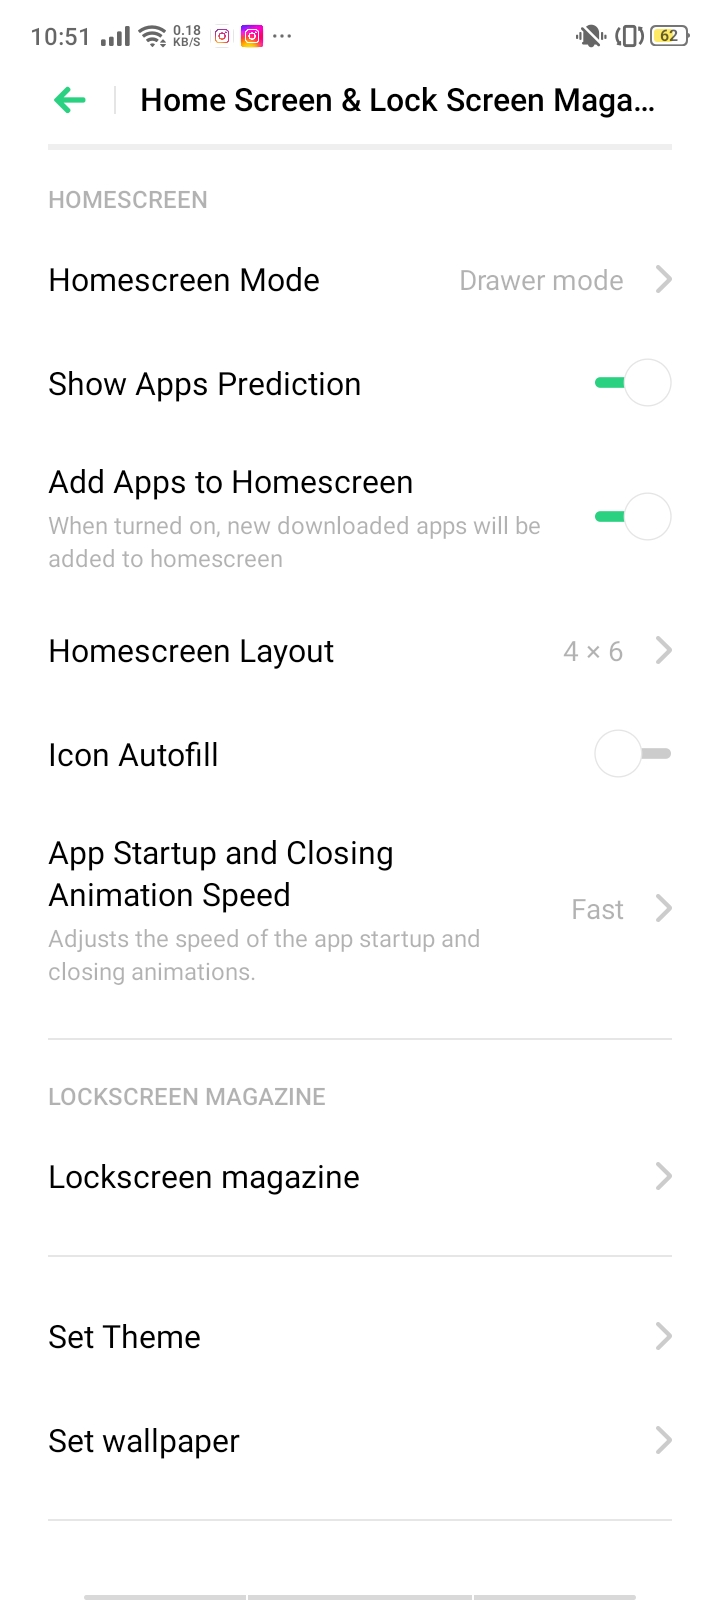 10:51 0.18 KB/S 62
Home Screen & Lock Screen Maga...
HOMESCREEN
Homescreen Mode Drawer mode
Show Apps Prediction
Add Apps to Homescreen
When turned on, new downloaded apps will be
added to homescreen
Homescreen Layout 4 × 6
Icon Autofill
App Startup and Closing
Animation Speed
Fast
Adjusts the speed of the app startup and
closing animations.
LOCKSCREEN MAGAZINE
Lockscreen magazine
Set Theme
Set wallpaper